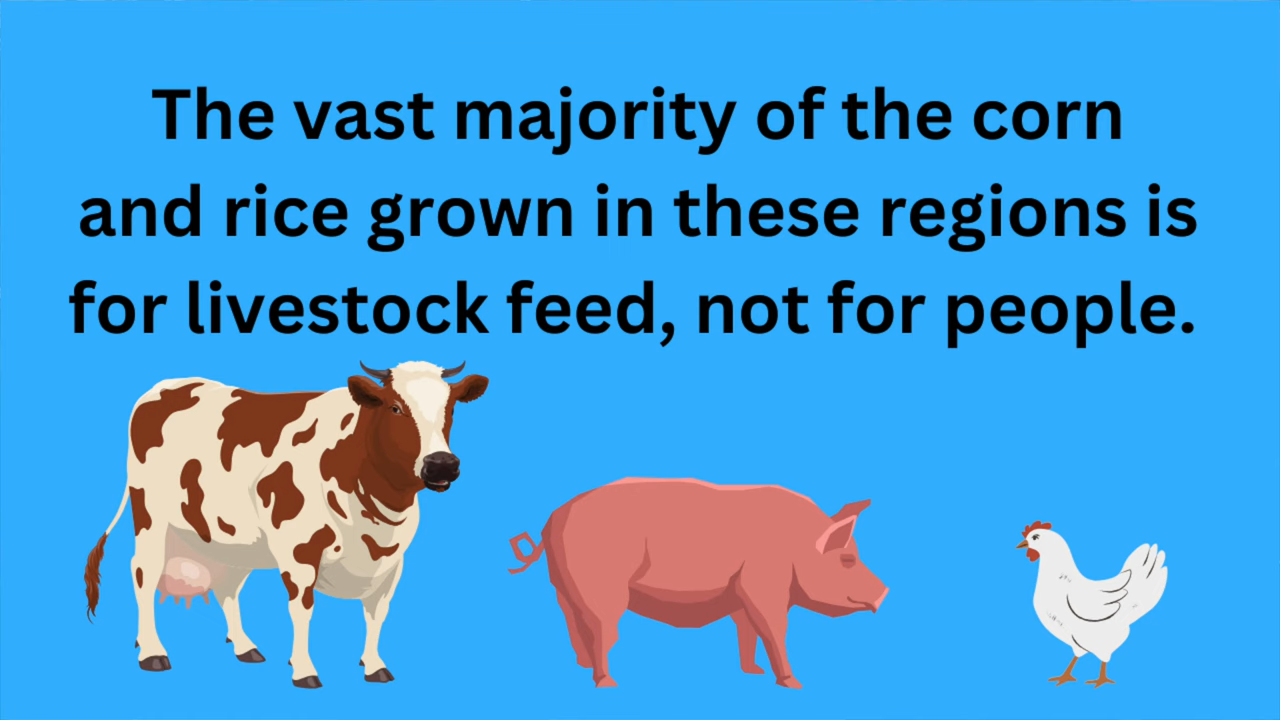 The vast majority of the corn
and rice grown in these regions is
for livestock feed, not for people.